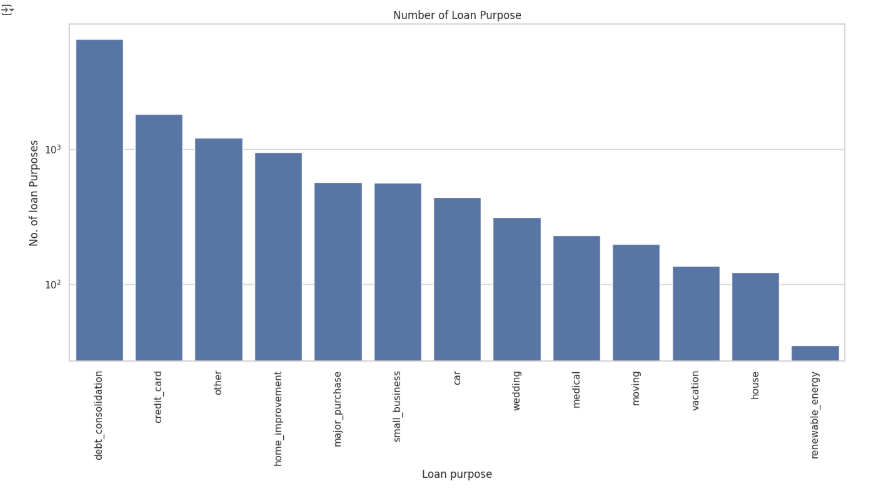 Number of Loan Purpose
No. of loan Purposes
10³
10²
debt_consolidation
credit_card
other
home_improvement
major_purchase
small_business
car
wedding
medical
moving
vacation
house
renewable_energy
Loan purpose